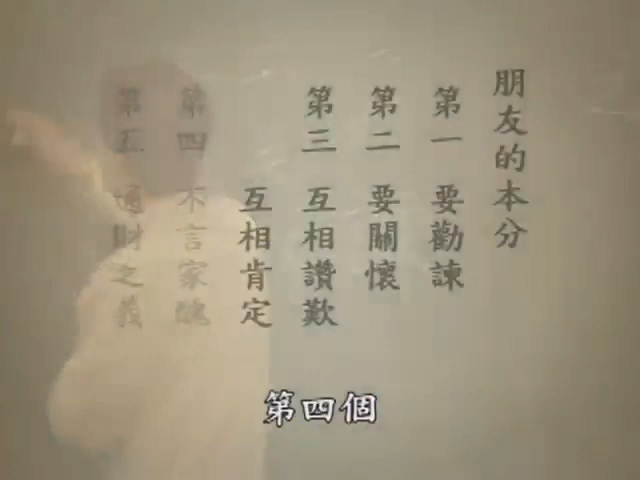 朋友的本分
第一 要勸諫
第二 要關懷
第三 互相讚歎
互相肯定
第四 不言家醜
第五 通財之義
第四個